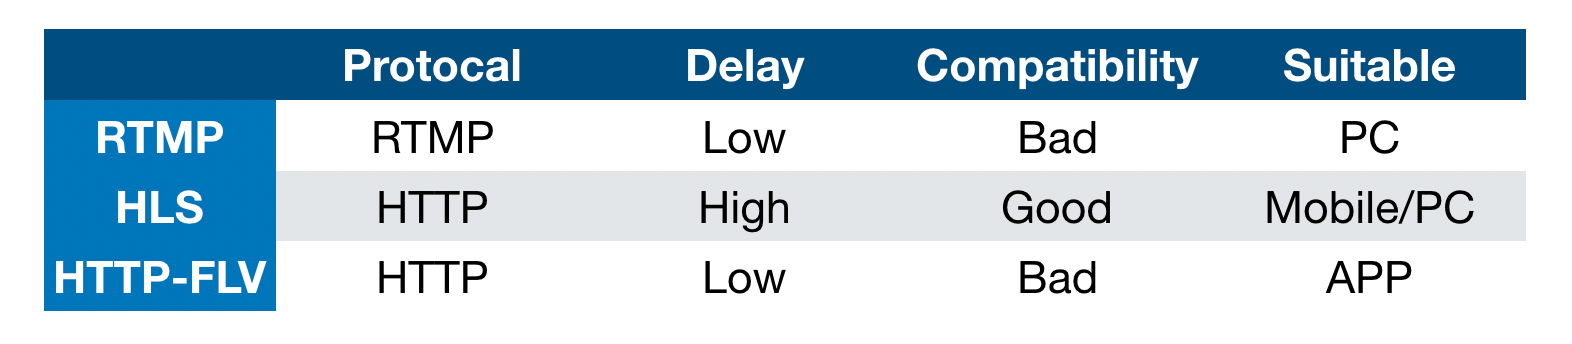 Protocal Delay Compatibility Suitable
RTMP RTMP Low Bad PC
HLS HTTP High Good Mobile/PC
HTTP-FLV HTTP Low Bad APP